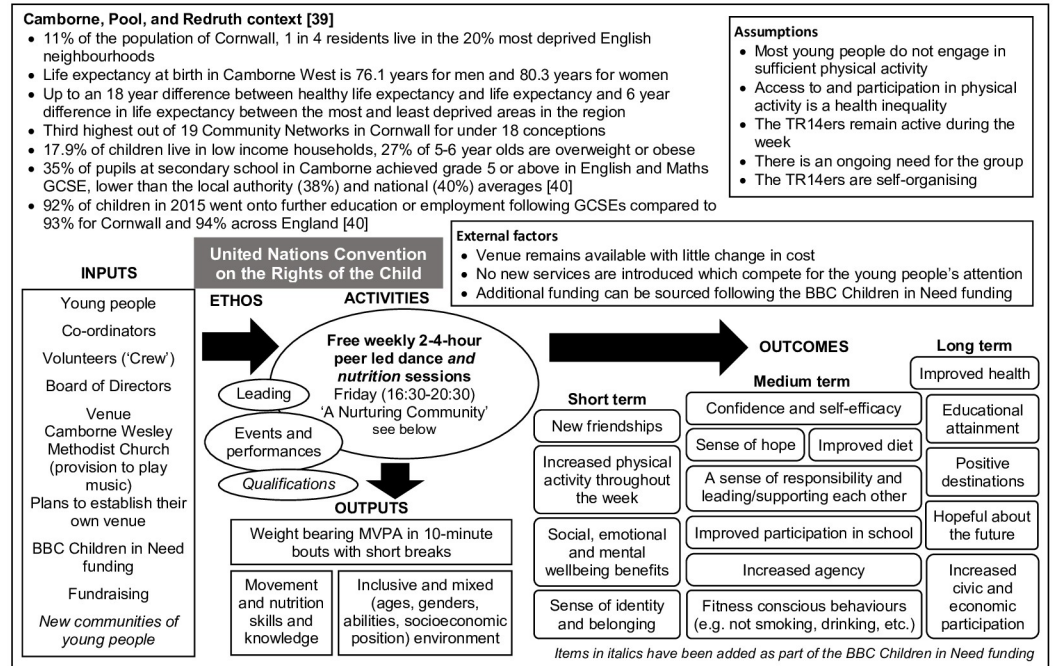 Camborne, Pool, and Redruth context [39]
• 11% of the population of Cornwall, 1 in 4 residents live in the 20% most deprived English
neighbourhoods
• Life expectancy at birth in Camborne West is 76.1 years for men and 80.3 years for women
• Up to an 18 year difference between healthy life expectancy and life expectancy and 6 year
difference in life expectancy between the most and least deprived areas in the region
• Third highest out of 19 Community Networks in Cornwall for under 18 conceptions
• 17.9% of children live in low income households, 27% of 5-6 year olds are overweight or obese
• 35% of pupils at secondary school in Camborne achieved grade 5 or above in English and Maths
GCSE, lower than the local authority (38%) and national (40%) averages [40]
• 92% of children in 2015 went onto further education or employment following GCSEs compared to
93% for Cornwall and 94% across England [40]
Assumptions
• Most young people do not engage in
sufficient physical activity
• Access to and participation in physical
activity is a health inequality
• The TR14ers remain active during the
week
• There is an ongoing need for the group
• The TR14ers are self-organising
External factors
• Venue remains available with little change in cost
• No new services are introduced which compete for the young people's attention
• Additional funding can be sourced following the BBC Children in Need funding
United Nations Convention
on the Rights of the Child
INPUTS
Young people
Co-ordinators
Volunteers ('Crew')
Board of Directors
Venue
Camborne Wesley
Methodist Church
(provision to play
music)
Plans to establish their
own venue
BBC Children in Need
funding
Fundraising
New communities of
young people
ETHOS
ACTIVITIES
Free weekly 2-4-hour
peer led dance and
nutrition sessions
Friday (16:30-20:30)
'A Nurturing Community'
see below
Leading
Events and
performances
Qualifications
OUTPUTS
Weight bearing MVPA in 10-minute
bouts with short breaks
Movement
and nutrition
skills and
knowledge
Inclusive and mixed
(ages, genders,
abilities, socioeconomic
position) environment
OUTCOMES
Short term
New friendships
Increased physical
activity throughout
the week
Social, emotional
and mental
wellbeing benefits
Sense of identity
and belonging
Medium term
Confidence and self-efficacy
Sense of hope
Improved diet
A sense of responsibility and
leading/supporting each other
Improved participation in school
Increased agency
Fitness conscious behaviours
(e.g. not smoking, drinking, etc.)
Long term
Improved health
Educational
attainment
Positive
destinations
Hopeful about
the future
Increased
civic and
economic
participation
Items in italics have been added as part of the BBC Children in Need funding